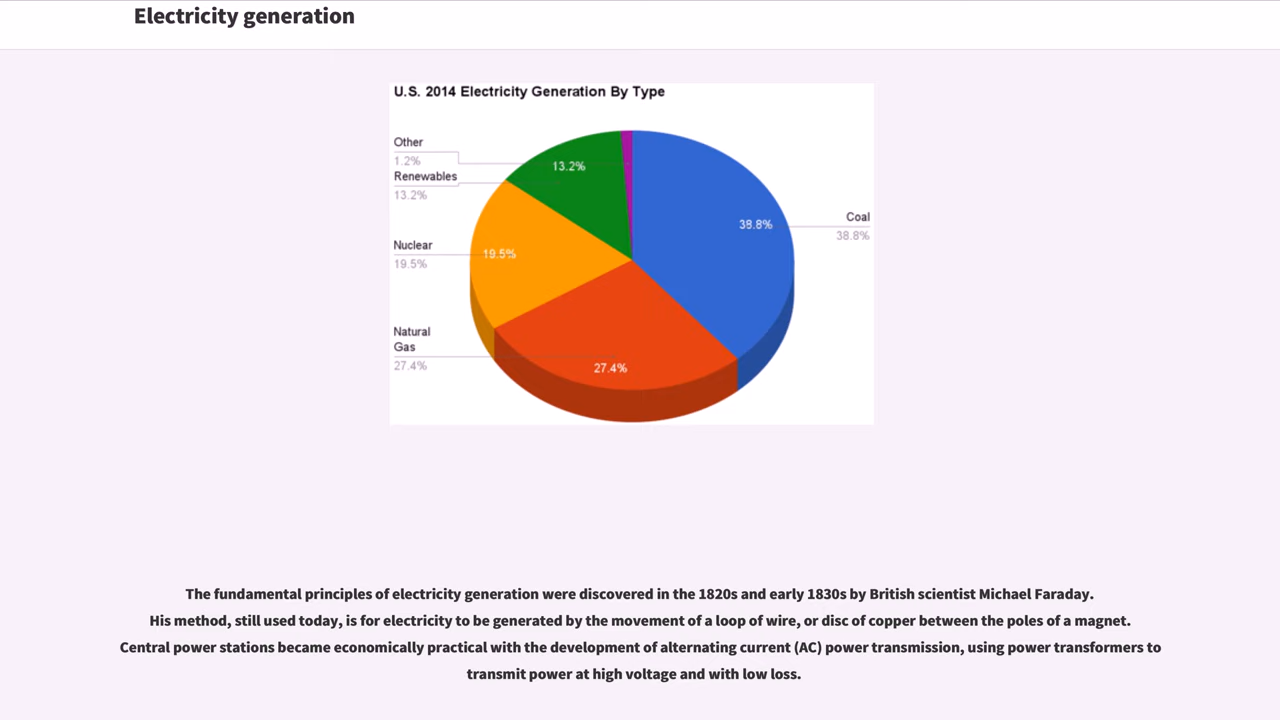 Electricity generation
U.S. 2014 Electricity Generation By Type
Other
1.2%
Renewables
13.2%
13.2%
Coal
38.8%
38.8%
Nuclear
19.5%
19.5%
Natural
Gas
27.4%
27.4%
The fundamental principles of electricity generation were discovered in the 1820s and early 1830s by British scientist Michael Faraday.
His method, still used today, is for electricity to be generated by the movement of a loop of wire, or disc of copper between the poles of a magnet.
Central power stations became economically practical with the development of alternating current (AC) power transmission, using power transformers to
transmit power at high voltage and with low loss.